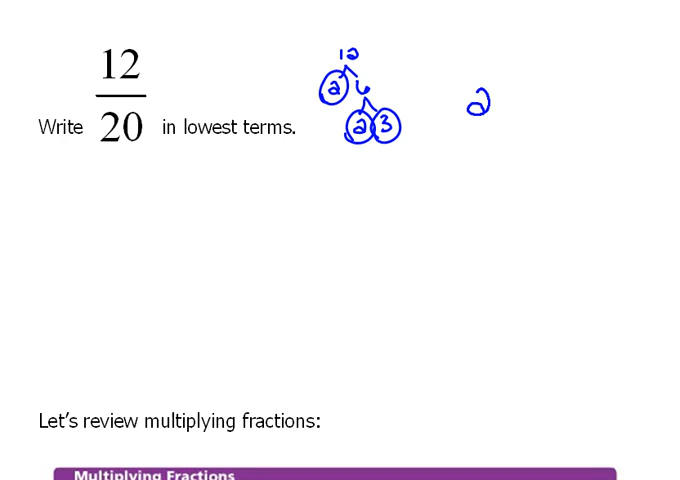 12
20
Write in lowest terms.
12
2 6
2 3
2
Let's review multiplying fractions:
Multiplying Fractions